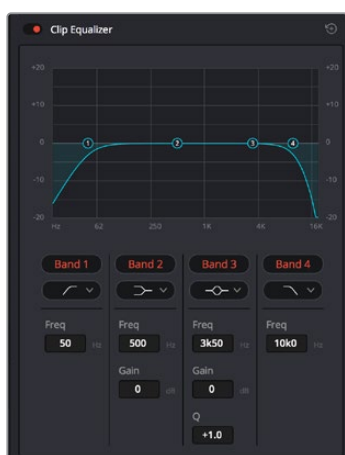 Clip Equalizer
+20 +20
+10 +10
0 1 2 3 4 0
-10 -10
-20 -20
Hz 62 250 1K 4K 16K
Band 1 Band 2 Band 3 Band 4
Freq Freq Freq Freq
50 Hz 500 Hz 3k50 Hz 10k0 Hz
Gain Gain
0 dB 0 dB
Q
+1.0